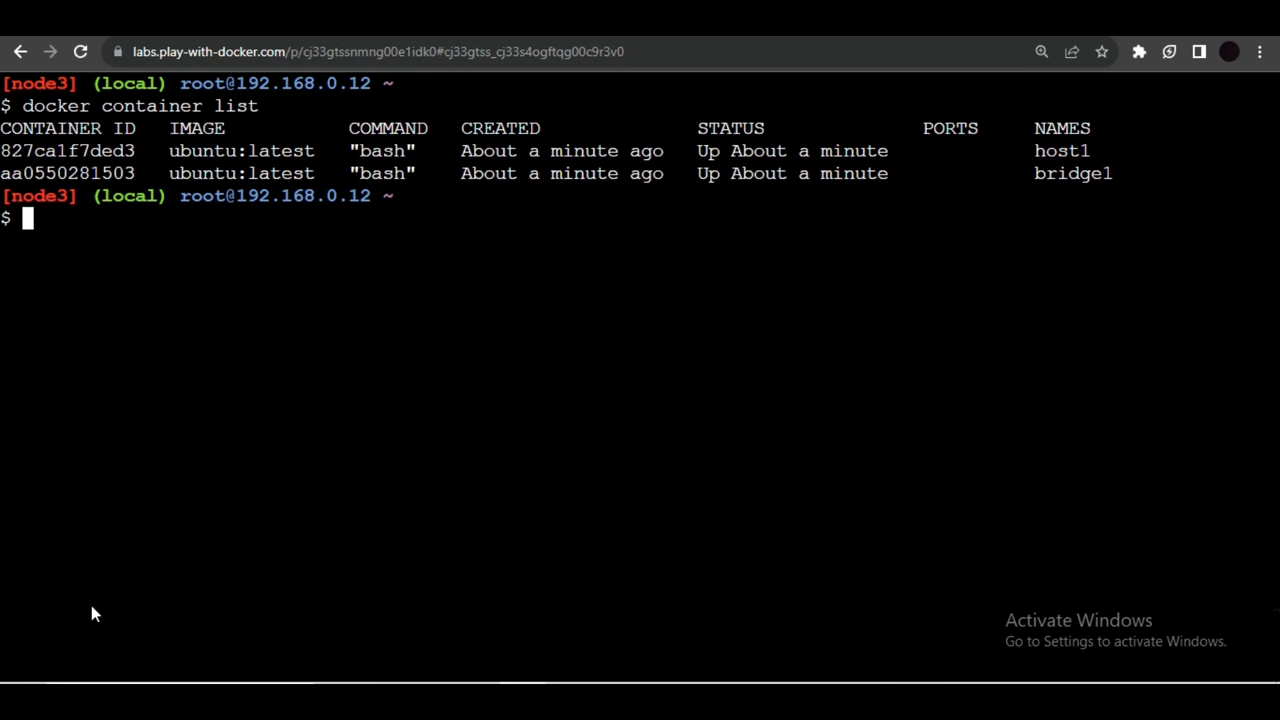 labs.play-with-docker.com/p/cj33gtssnmng00e1idk0#cj33gtss_cj33s4ogftqg00c9r3v0
[node3] (local) root@192.168.0.12 ~
$ docker container list
CONTAINER ID IMAGE COMMAND CREATED STATUS PORTS NAMES
827ca1f7ded3 ubuntu:latest "bash" About a minute ago Up About a minute host1
aa0550281503 ubuntu:latest "bash" About a minute ago Up About a minute bridge1
[node3] (local) root@192.168.0.12 ~
$
Activate Windows
Go to Settings to activate Windows.